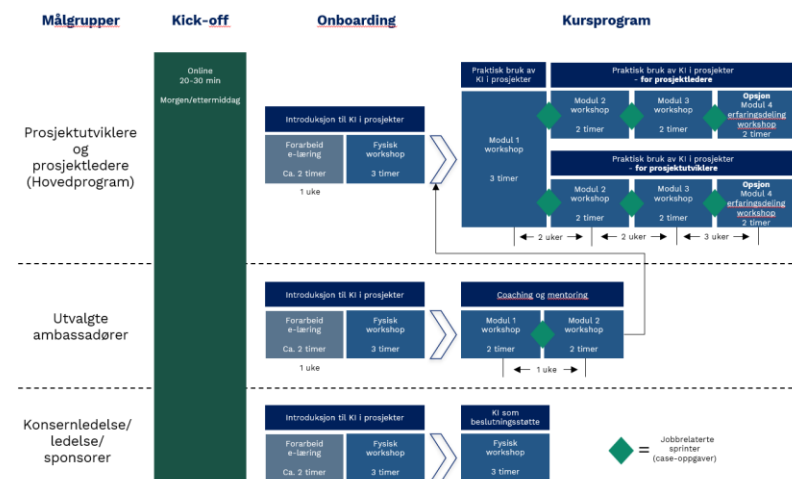 Målgrupper
Kick-off
Onboarding
Kursprogram
Online
20-30 min
Morgen/ettermiddag
Prosjektutviklere
og
prosjektledere
(Hovedprogram)
Introduksjon til KI i prosjekter
Forarbeid
e-læring
Ca. 2 timer
Fysisk
workshop
3 timer
1 uke
Praktisk bruk av
KI i prosjekter
Modul 1
workshop
3 timer
Praktisk bruk av KI i prosjekter
- for prosjektledere
Modul 2
workshop
2 timer
Modul 3
workshop
2 timer
Opsjon
Modul 4
erfaringsdeling
workshop
2 timer
Praktisk bruk av KI i prosjekter
- for prosjektutviklere
Modul 2
workshop
2 timer
Modul 3
workshop
2 timer
Opsjon
Modul 4
erfaringsdeling
workshop
2 timer
2 uker
2 uker
3 uker
Utvalgte
ambassadører
Introduksjon til KI i prosjekter
Forarbeid
e-læring
Ca. 2 timer
Fysisk
workshop
3 timer
1 uke
Coaching og mentoring
Modul 1
workshop
2 timer
Modul 2
workshop
2 timer
1 uke
Konsernledelse/
ledelse/
sponsorer
Introduksjon til KI i prosjekter
Forarbeid
e-læring
Ca. 2 timer
Fysisk
workshop
3 timer
KI som
beslutningsstøtte
Fysisk
workshop
3 timer
=
Jobbrelaterte
sprinter
(case-oppgaver)